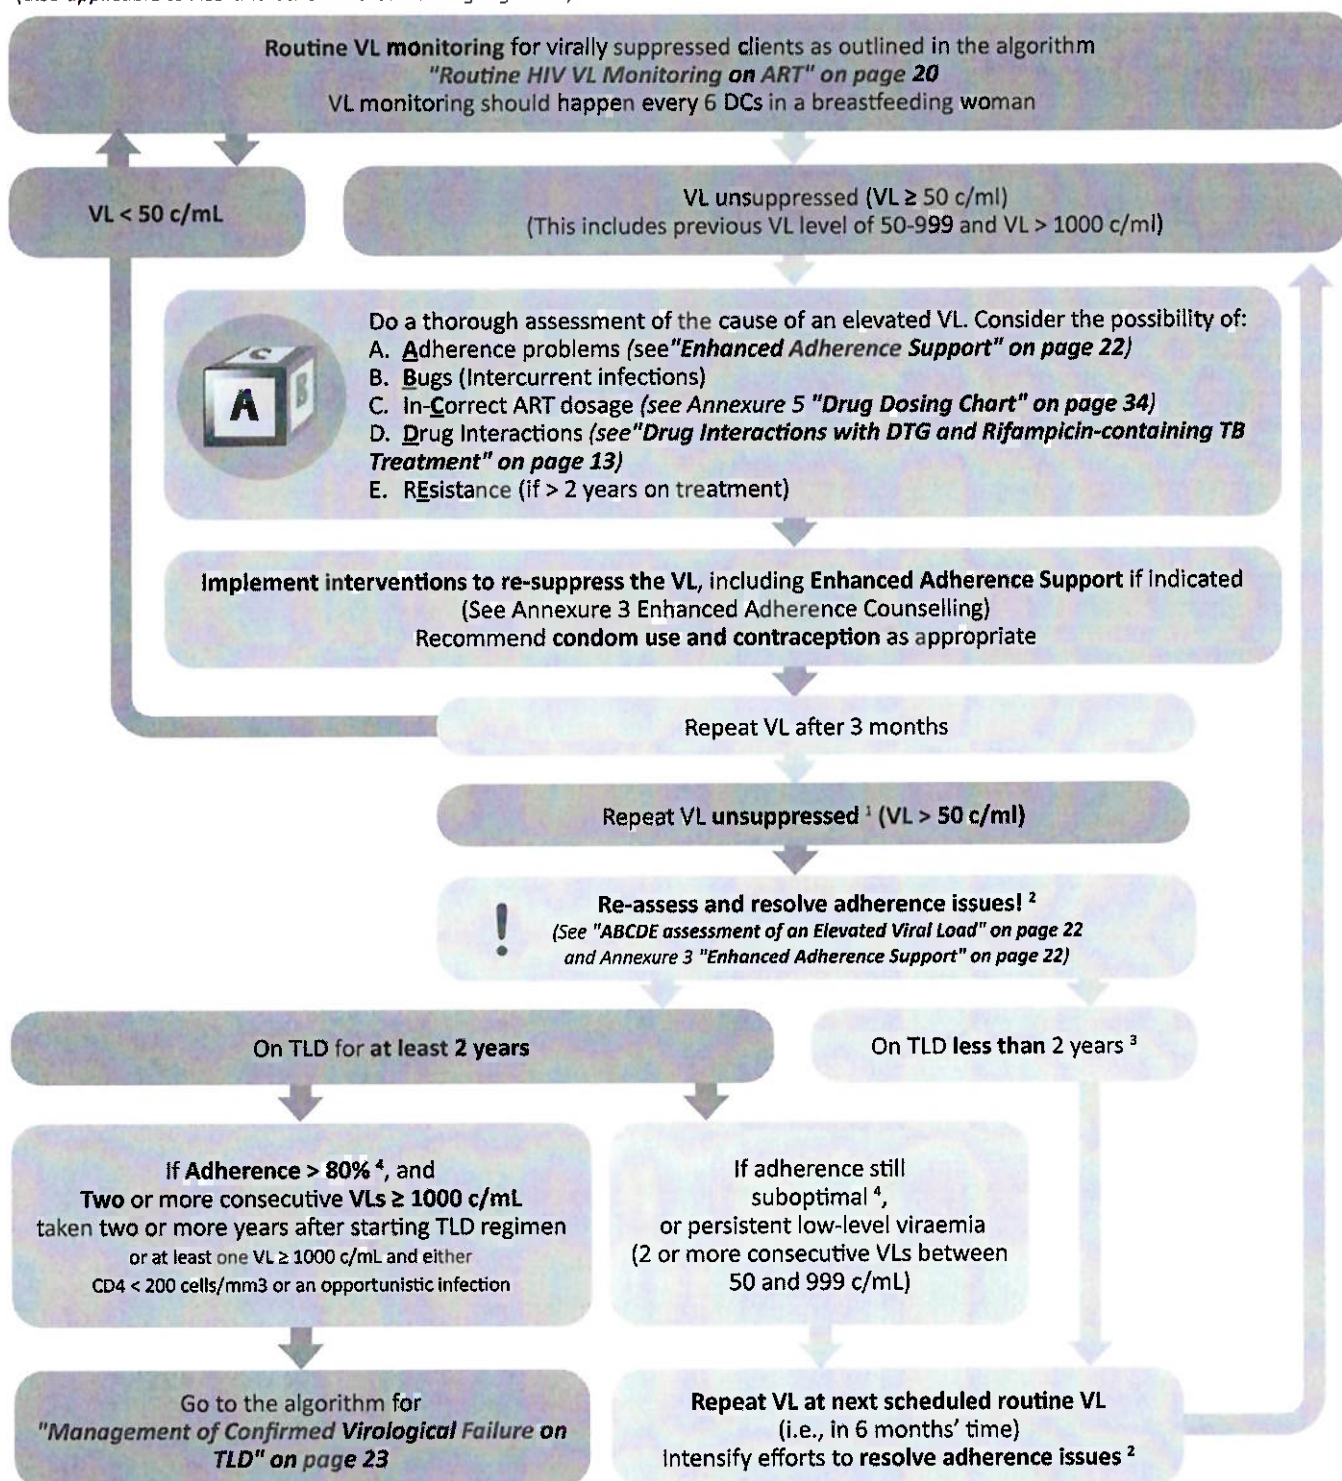 Routine VL monitoring for virally suppressed clients as outlined in the algorithm
"Routine HIV VL Monitoring on ART" on page 20
VL monitoring should happen every 6 DCs in a breastfeeding woman
VL < 50 c/mL
VL unsuppressed (VL ≥ 50 c/ml)
(This includes previous VL level of 50-999 and VL > 1000 c/ml)
C
A
B
Do a thorough assessment of the cause of an elevated VL. Consider the possibility of:
A. Adherence problems (see"Enhanced Adherence Support" on page 22)
B. Bugs (Intercurrent infections)
C. In-Correct ART dosage (see Annexure 5 "Drug Dosing Chart" on page 34)
D. Drug Interactions (see"Drug Interactions with DTG and Rifampicin-containing TB
Treatment" on page 13)
E. REsistance (if > 2 years on treatment)
Implement interventions to re-suppress the VL, including Enhanced Adherence Support if indicated
(See Annexure 3 Enhanced Adherence Counselling)
Recommend condom use and contraception as appropriate
Repeat VL after 3 months
Repeat VL unsuppressed ¹ (VL > 50 c/ml)
!
Re-assess and resolve adherence issues! ²
(See "ABCDE assessment of an Elevated Viral Load" on page 22
and Annexure 3 "Enhanced Adherence Support" on page 22)
On TLD for at least 2 years
On TLD less than 2 years ³
If Adherence > 80% ⁴, and
Two or more consecutive VLs ≥ 1000 c/mL
taken two or more years after starting TLD regimen
or at least one VL ≥ 1000 c/mL and either
CD4 < 200 cells/mm3 or an opportunistic infection
If adherence still
suboptimal ⁴,
or persistent low-level viraemia
(2 or more consecutive VLs between
50 and 999 c/mL)
Go to the algorithm for
"Management of Confirmed Virological Failure on
TLD" on page 23
Repeat VL at next scheduled routine VL
(i.e., in 6 months' time)
Intensify efforts to resolve adherence issues ²